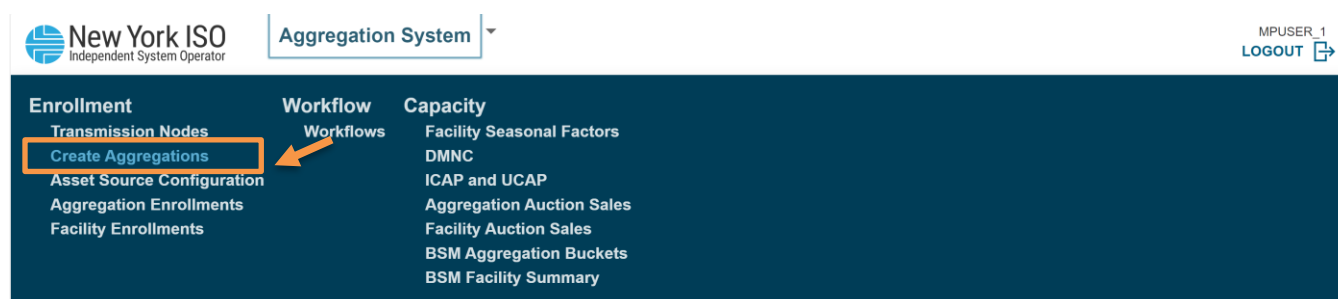 New York ISO
Independent System Operator
Aggregation System
MPUSER_1
LOGOUT
Enrollment
Transmission Nodes
Create Aggregations
Asset Source Configuration
Aggregation Enrollments
Facility Enrollments
Workflow
Workflows
Capacity
Facility Seasonal Factors
DMNC
ICAP and UCAP
Aggregation Auction Sales
Facility Auction Sales
BSM Aggregation Buckets
BSM Facility Summary